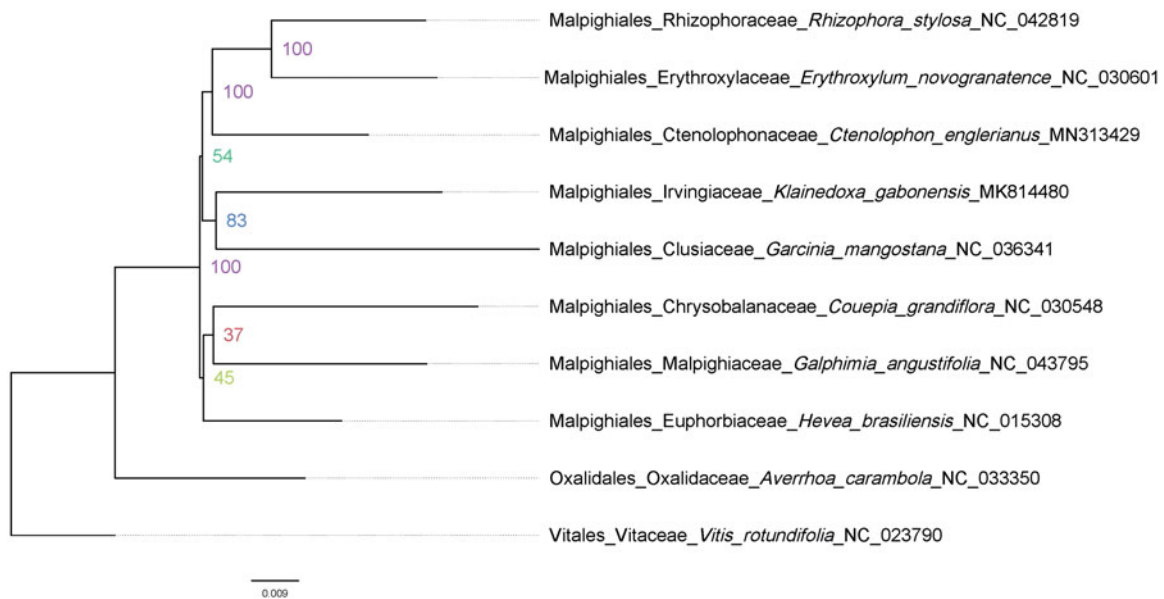 Malpighiales_Rhizophoraceae_Rhizophora_stylosa_NC_042819
100
Malpighiales_Erythroxylaceae_Erythroxylum_novogranatence_NC_030601
100
Malpighiales_Ctenolophonaceae_Ctenolophon_englerianus_MN313429
54
Malpighiales_Irvingiaceae_Klainedoxa_gabonensis_MK814480
83
Malpighiales_Clusiaceae_Garcinia_mangostana_NC_036341
100
Malpighiales_Chrysobalanaceae_Couepia_grandiflora_NC_030548
37
Malpighiales_Malpighiaceae_Galphimia_angustifolia_NC_043795
45
Malpighiales_Euphorbiaceae_Hevea_brasiliensis_NC_015308
Oxalidales_Oxalidaceae_Averrhoa_carambola_NC_033350
Vitales_Vitaceae_Vitis_rotundifolia_NC_023790
0.009